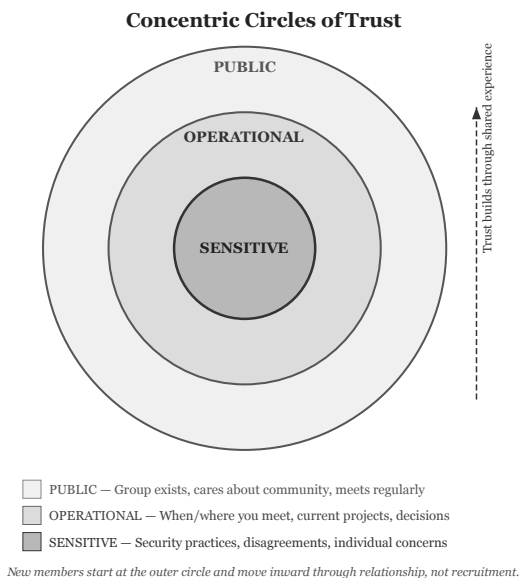 Concentric Circles of Trust
PUBLIC
OPERATIONAL
SENSITIVE
Trust builds through shared experience
PUBLIC — Group exists, cares about community, meets regularly
OPERATIONAL — When/where you meet, current projects, decisions
SENSITIVE — Security practices, disagreements, individual concerns
New members start at the outer circle and move inward through relationship, not recruitment.